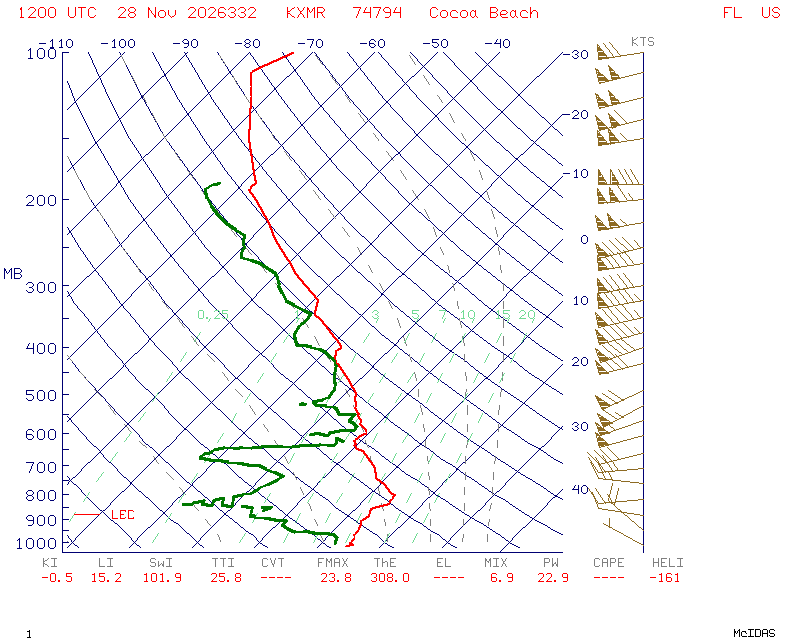 1200 UTC 28 Nov 2026332 KXMR 74794 Cocoa Beach FL US
-110 -100 -90 -80 -70 -60 -50 -40 KTS
100 -30
-20
-10
200
0
MB
300 10
0.25 3 5 7 10 15 20
400 20
500
600 30
700
800 40
900 LEC
1000
KI LI SWI TTI CVT FMAX ThE EL MIX PW CAPE HELI
-0.5 15.2 101.9 25.8 ---- 23.8 308.0 ---- 6.9 22.9 ---- -161
1 McIDAS